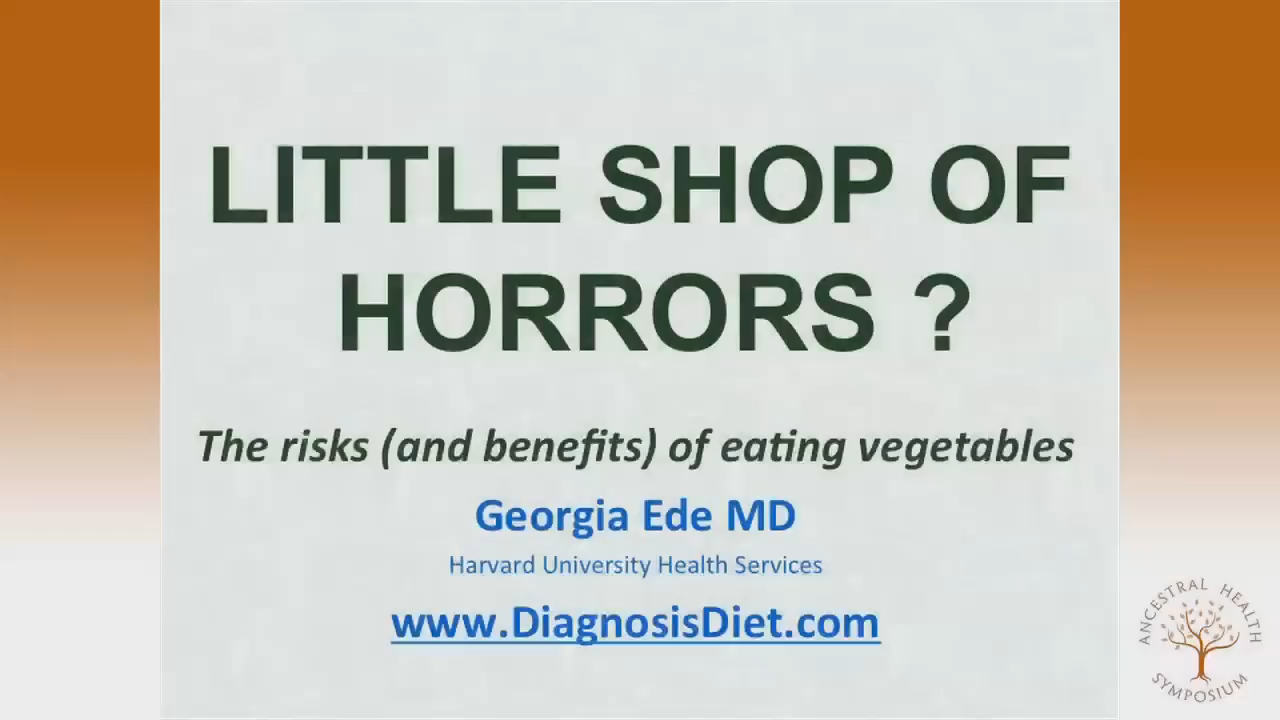 LITTLE SHOP OF
HORRORS ?
The risks (and benefits) of eating vegetables
Georgia Ede MD
Harvard University Health Services
www.DiagnosisDiet.com
ANCESTRAL HEALTH
SYMPOSIUM